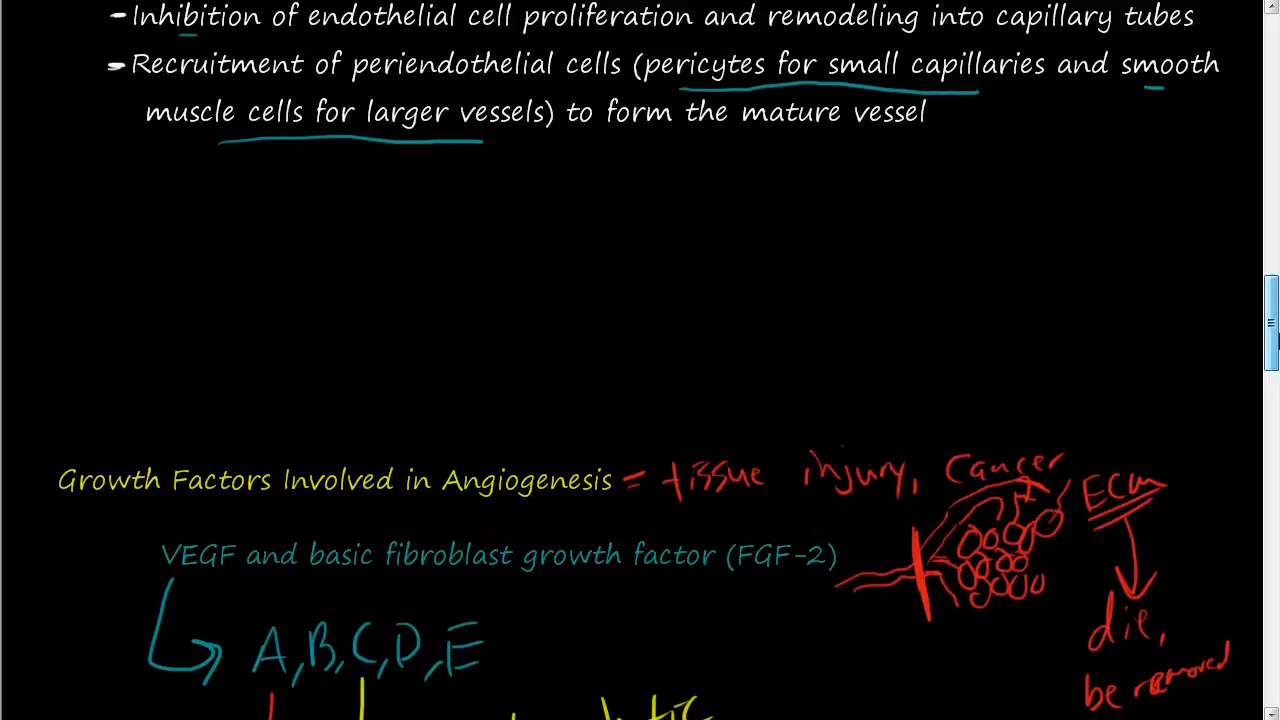 - Inhibition of endothelial cell proliferation and remodeling into capillary tubes
- Recruitment of periendothelial cells (pericytes for small capillaries and smooth
muscle cells for larger vessels) to form the mature vessel
Growth Factors Involved in Angiogenesis = tissue injury, Cancer
ECM
VEGF and basic fibroblast growth factor (FGF-2)
die,
A, B, C, D, E
be removed